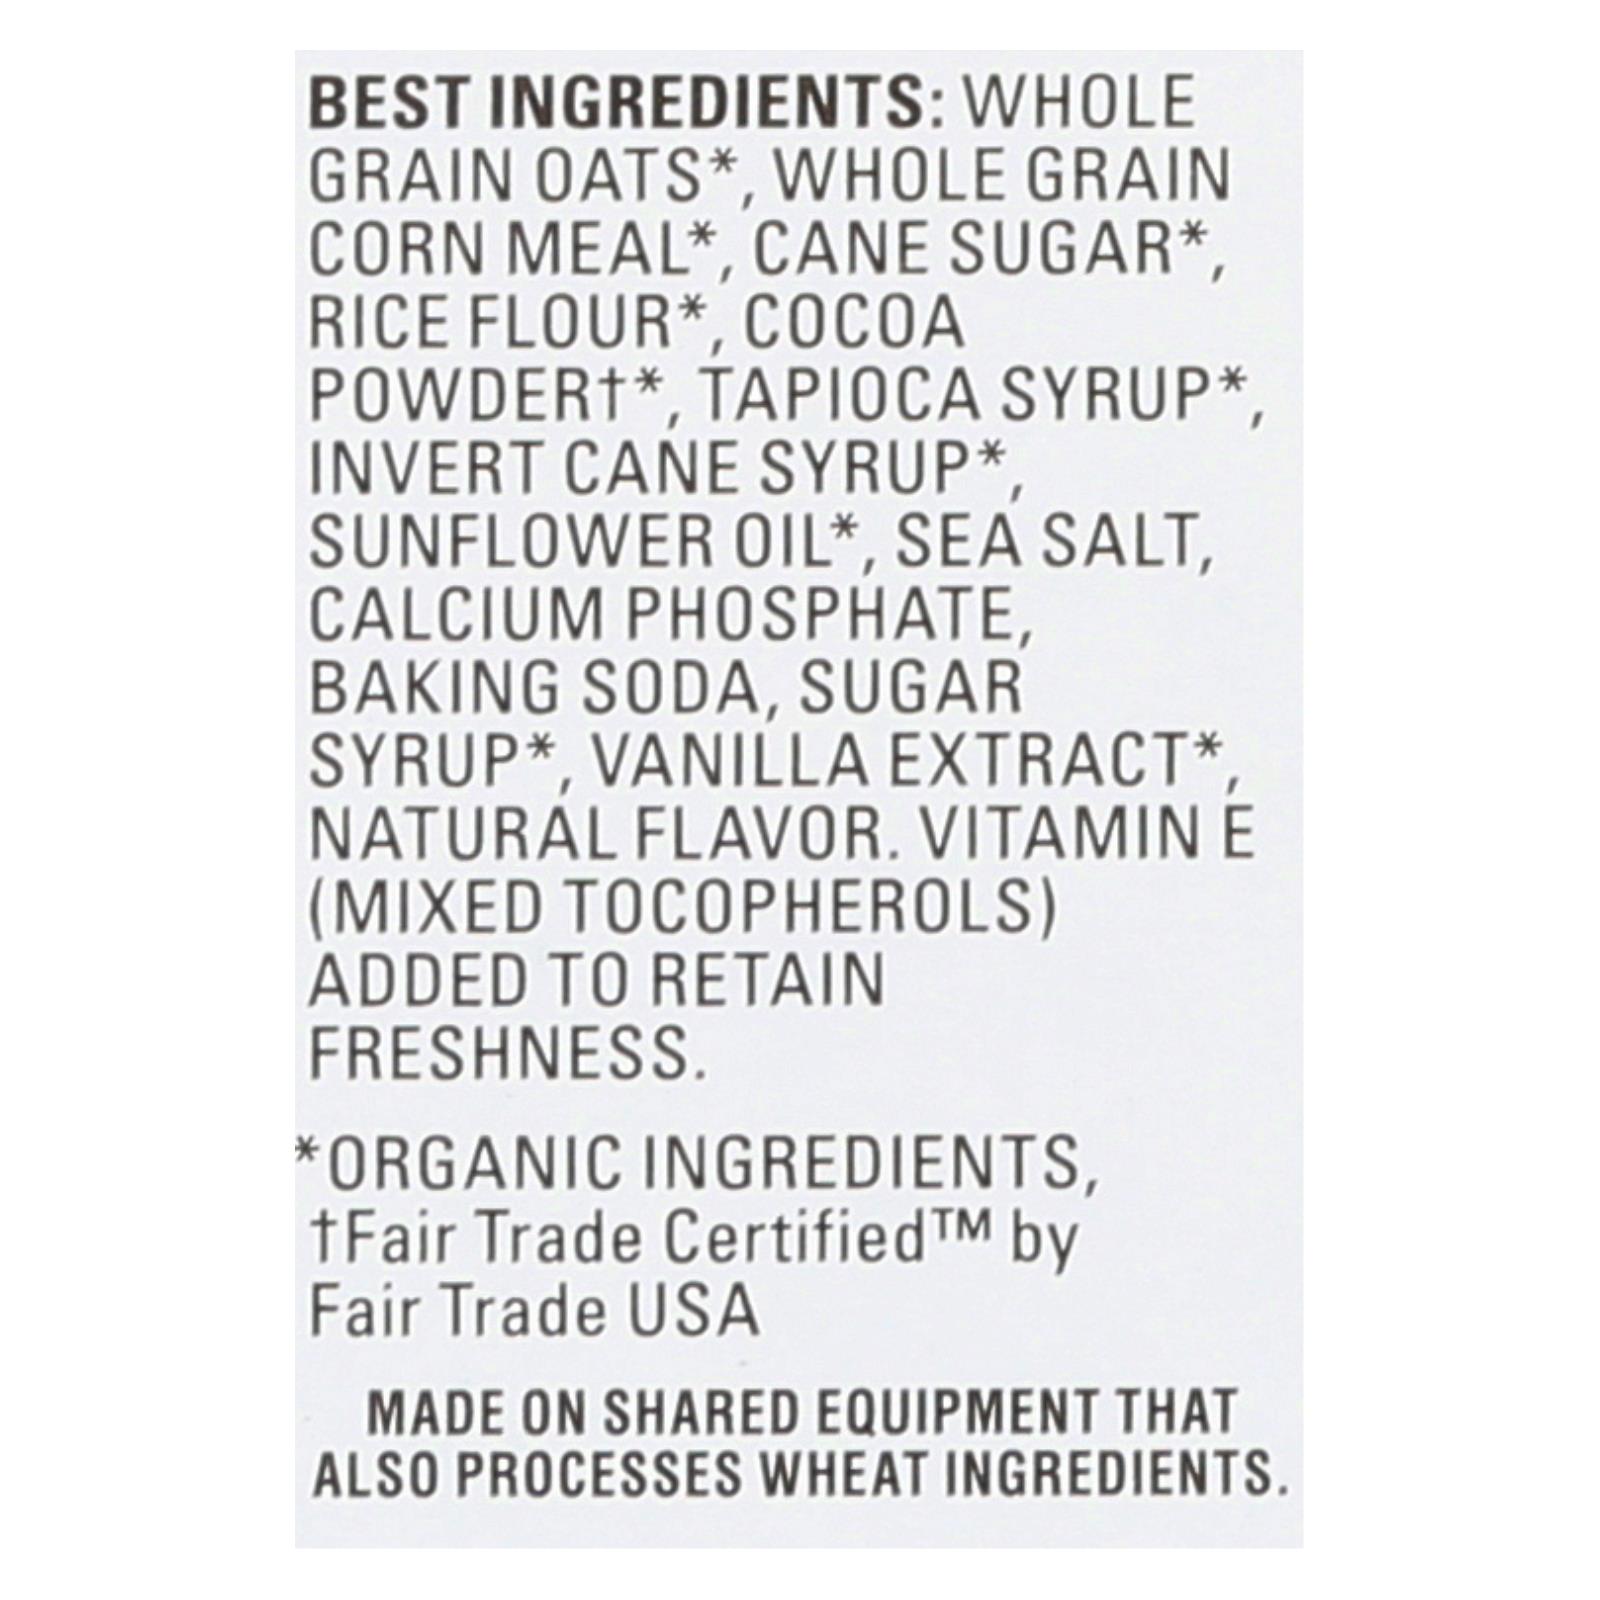 BEST INGREDIENTS: WHOLE
GRAIN OATS*, WHOLE GRAIN
CORN MEAL*, CANE SUGAR*,
RICE FLOUR*, COCOA
POWDER†*, TAPIOCA SYRUP*,
INVERT CANE SYRUP*,
SUNFLOWER OIL*, SEA SALT,
CALCIUM PHOSPHATE,
BAKING SODA, SUGAR
SYRUP*, VANILLA EXTRACT*,
NATURAL FLAVOR. VITAMIN E
(MIXED TOCOPHEROLS)
ADDED TO RETAIN
FRESHNESS.
*ORGANIC INGREDIENTS,
†Fair Trade Certified™ by
Fair Trade USA
MADE ON SHARED EQUIPMENT THAT
ALSO PROCESSES WHEAT INGREDIENTS.